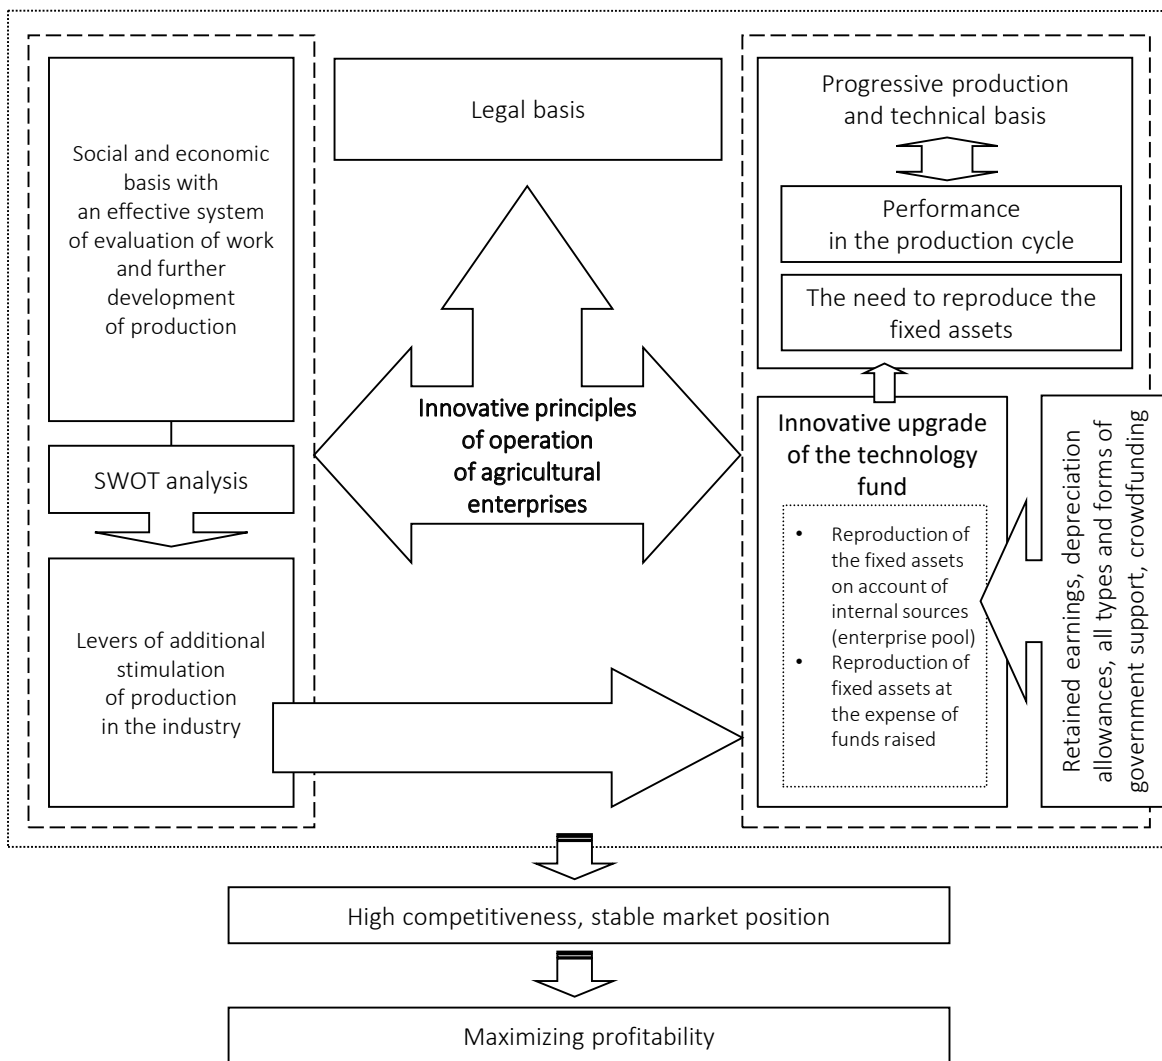 Social and economic
basis with
an effective system
of evaluation of work
and further
development
of production
SWOT analysis
Levers of additional
stimulation
of production
in the industry
Legal basis
Innovative principles
of operation
of agricultural
enterprises
Progressive production
and technical basis
Performance
in the production cycle
The need to reproduce the
fixed assets
Innovative upgrade
of the technology
fund
• Reproduction of
the fixed assets
on account of
internal sources
(enterprise pool)
• Reproduction of
fixed assets at
the expense of
funds raised
Retained earnings, depreciation
allowances, all types and forms of
government support, crowdfunding
High competitiveness, stable market position
Maximizing profitability